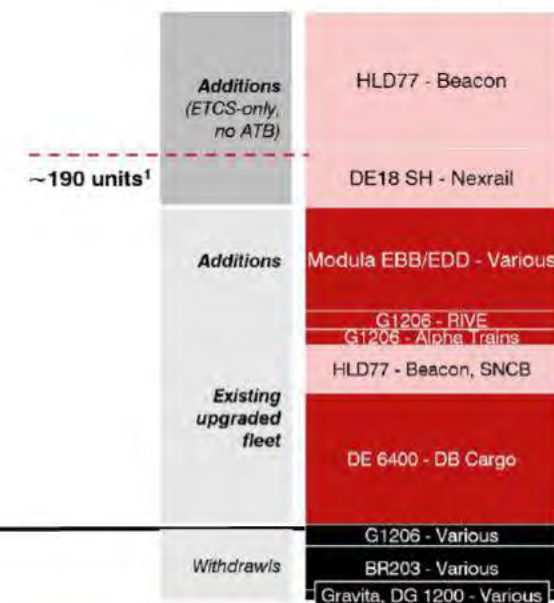 HLD77 - Beacon
Additions
(ETCS-only,
no ATB)
~190 units¹
DE18 SH - Nexrail
Additions
Modula EBB/EDD - Various
G1206 - RIVE
G1206 - Alpha Trains
HLD77 - Beacon, SNCB
Existing
upgraded
fleet
DE 6400 - DB Cargo
G1206 - Various
Withdrawls
BR203 - Various
Gravita, DG 1200 - Various